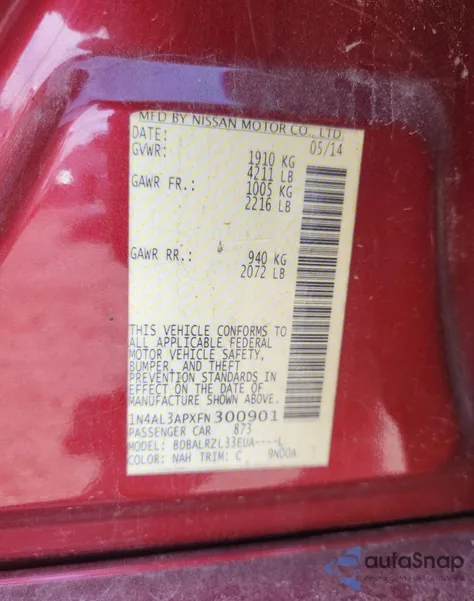 MFD BY NISSAN MOTOR CO., LTD.
DATE: 05/14
GVWR: 1910 KG
4211 LB
GAWR FR.: 1005 KG
2216 LB
GAWR RR.: 940 KG
2072 LB
THIS VEHICLE CONFORMS TO
ALL APPLICABLE FEDERAL
MOTOR VEHICLE SAFETY,
BUMPER, AND THEFT
PREVENTION STANDARDS IN
EFFECT ON THE DATE OF
MANUFACTURE SHOWN ABOVE.
1N4AL3APXFN300901
PASSENGER CAR 873
MODEL: BDBALRZL33EUA----L
COLOR: NAH TRIM: C 9NDOA
autoSnap